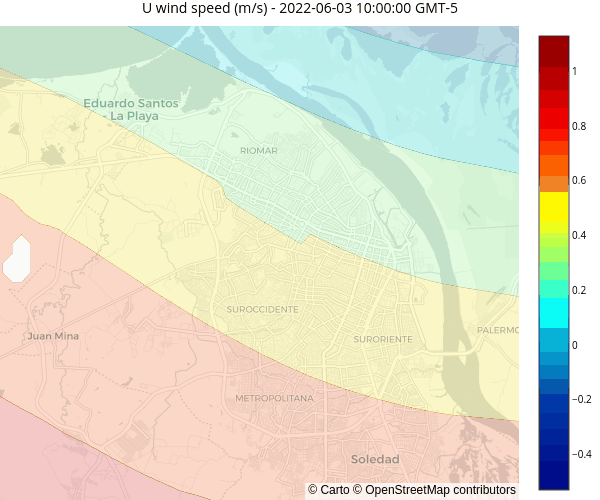 U wind speed (m/s) - 2022-06-03 10:00:00 GMT-5
Eduardo Santos
- La Playa
RIOMAR
SUROCCIDENTE
SURORIENTE
PALERMO
Juan Mina
METROPOLITANA
Soledad
© Carto © OpenStreetMap contributors
1
0.8
0.6
0.4
0.2
0
−0.2
−0.4